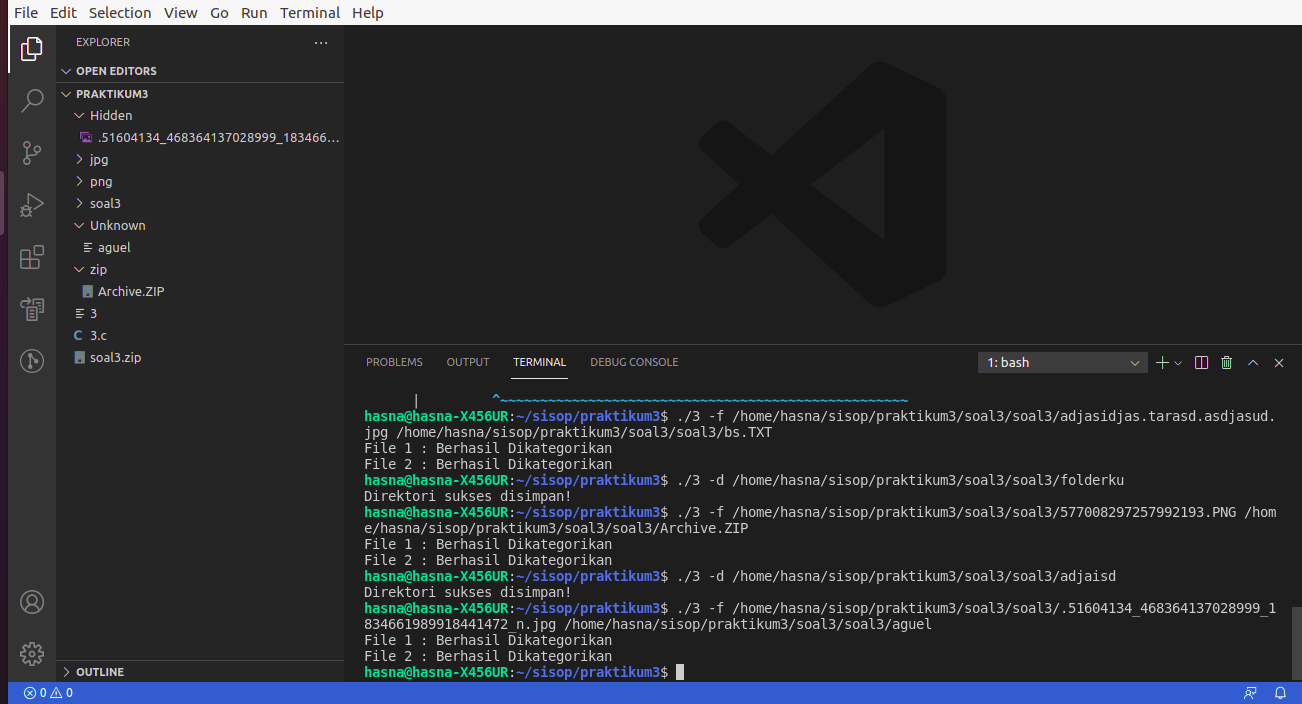 File Edit Selection View Go Run Terminal Help
EXPLORER
OPEN EDITORS
PRAKTIKUM3
Hidden
.51604134_468364137028999_183466...
jpg
png
soal3
Unknown
aguel
zip
Archive.ZIP
3
C 3.c
soal3.zip
OUTLINE
PROBLEMS OUTPUT TERMINAL DEBUG CONSOLE 1: bash
| ^~~~~~~~~~~~~~~~~~~~~~~~~~~~~~~~~~~~~~~~~~~~~~~~~~~~
hasna@hasna-X456UR:~/sisop/praktikum3$ ./3 -f /home/hasna/sisop/praktikum3/soal3/soal3/adjasidjas.tarasd.asdjasud.
jpg /home/hasna/sisop/praktikum3/soal3/soal3/bs.TXT
File 1 : Berhasil Dikategorikan
File 2 : Berhasil Dikategorikan
hasna@hasna-X456UR:~/sisop/praktikum3$ ./3 -d /home/hasna/sisop/praktikum3/soal3/soal3/folderku
Direktori sukses disimpan!
hasna@hasna-X456UR:~/sisop/praktikum3$ ./3 -f /home/hasna/sisop/praktikum3/soal3/soal3/577008297257992193.PNG /hom
e/hasna/sisop/praktikum3/soal3/soal3/Archive.ZIP
File 1 : Berhasil Dikategorikan
File 2 : Berhasil Dikategorikan
hasna@hasna-X456UR:~/sisop/praktikum3$ ./3 -d /home/hasna/sisop/praktikum3/soal3/soal3/adjaisd
Direktori sukses disimpan!
hasna@hasna-X456UR:~/sisop/praktikum3$ ./3 -f /home/hasna/sisop/praktikum3/soal3/soal3/.51604134_468364137028999_1
834661989918441472_n.jpg /home/hasna/sisop/praktikum3/soal3/soal3/aguel
File 1 : Berhasil Dikategorikan
File 2 : Berhasil Dikategorikan
hasna@hasna-X456UR:~/sisop/praktikum3$
0 0